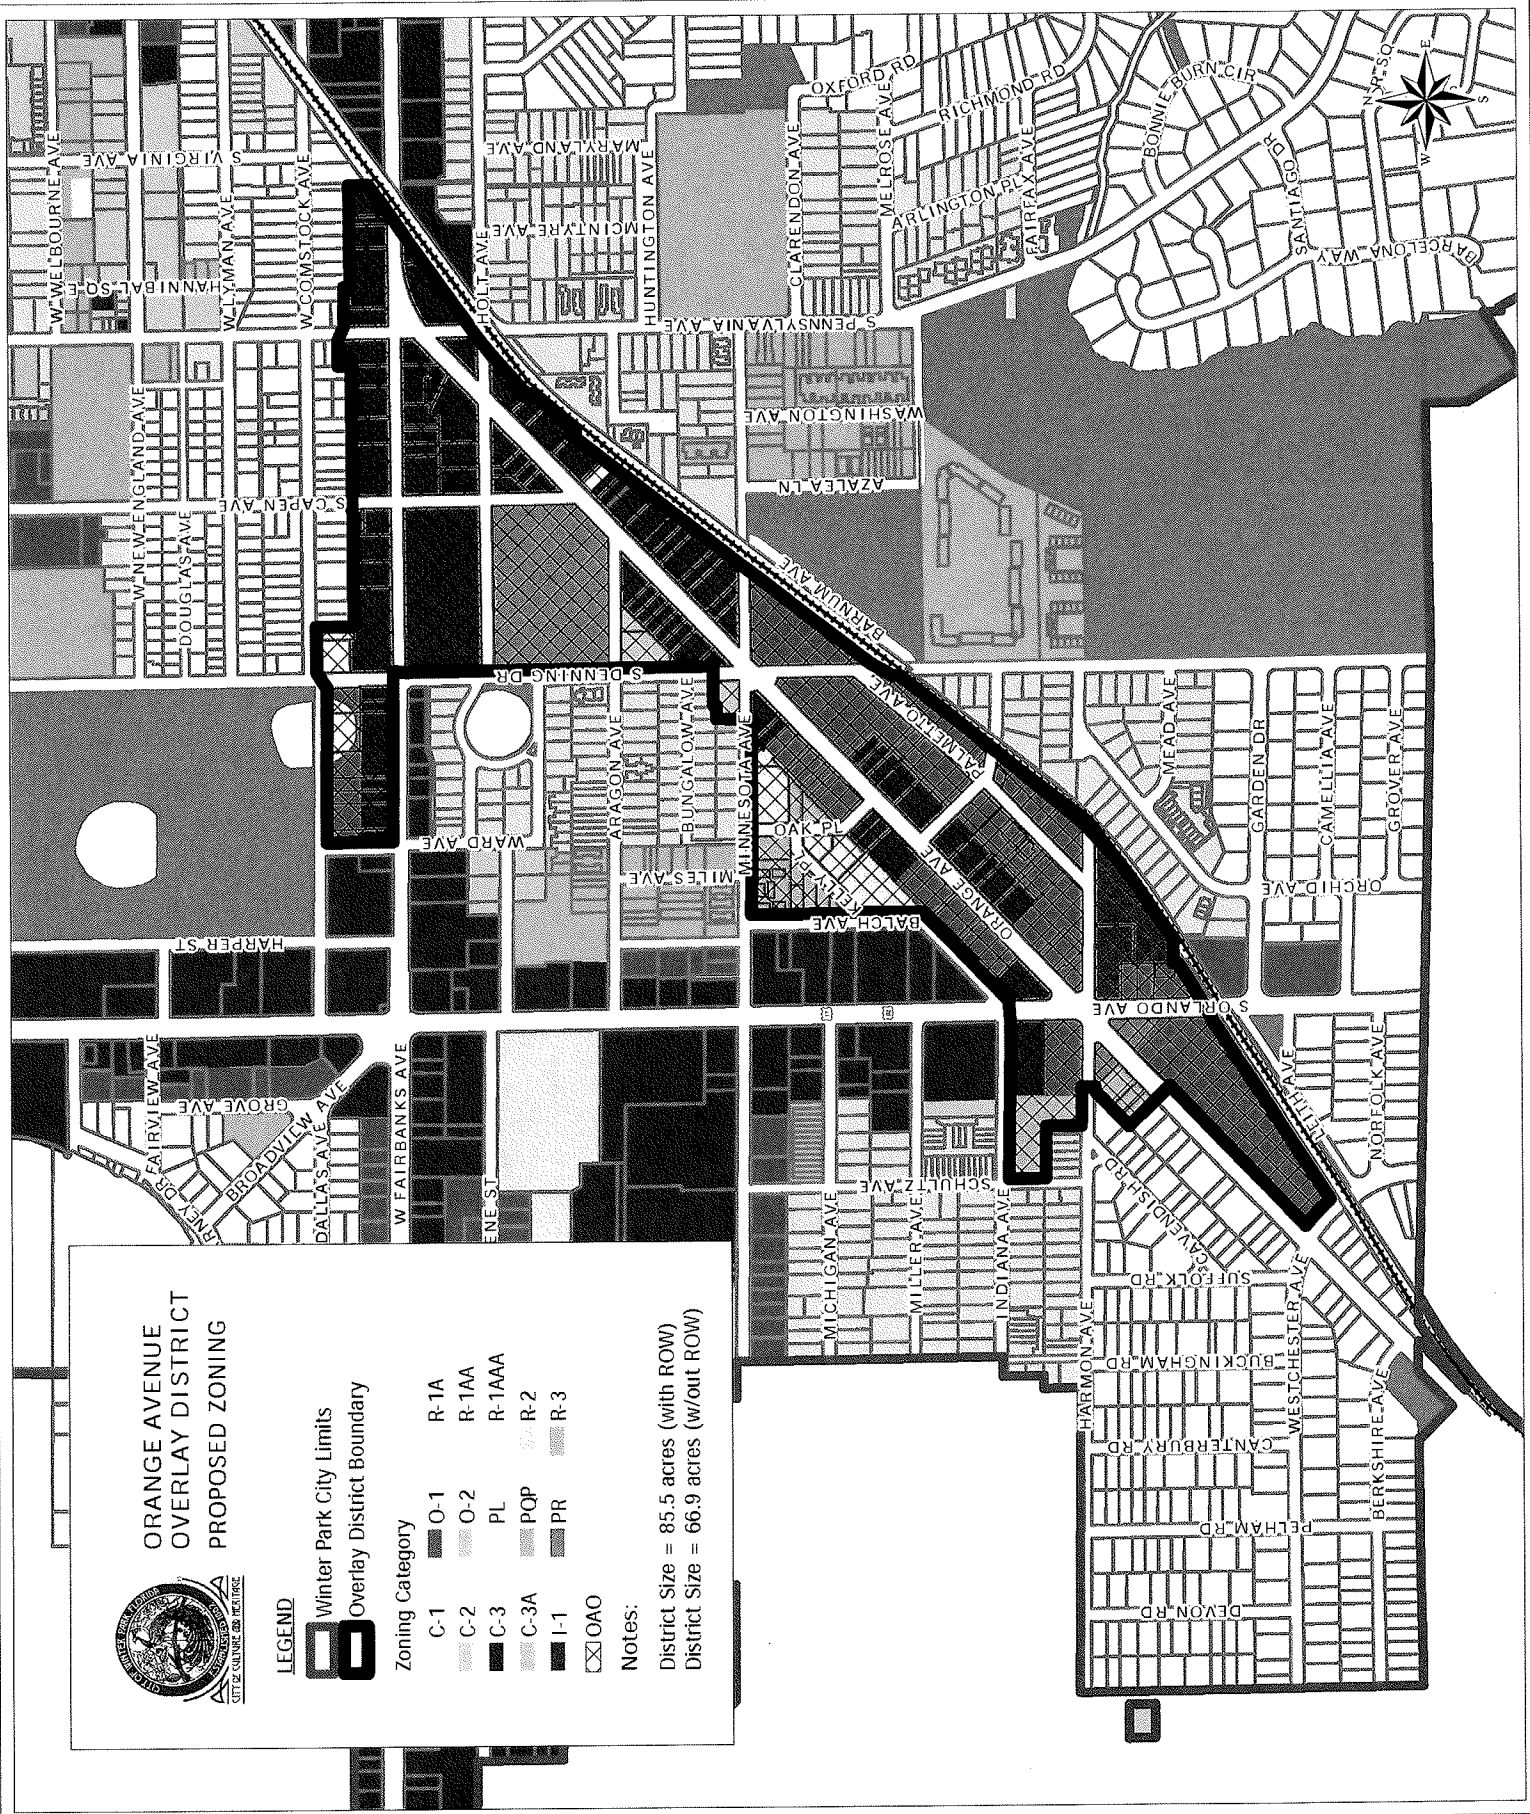 ORANGE AVENUE
OVERLAY DISTRICT
PROPOSED ZONING
CITY OF WINTER PARK, FLORIDA
CITY OF CULTURE AND HERITAGE
LEGEND
Winter Park City Limits
Overlay District Boundary
Zoning Category
C-1 O-1 R-1A
C-2 O-2 R-1AA
C-3 PL R-1AAA
C-3A PQP R-2
I-1 PR R-3
OAO
Notes:
District Size = 85.5 acres (with ROW)
District Size = 66.9 acres (w/out ROW)
W WELBOURNE AVE
S VIRGINIA AVE
HANNIBAL SQ E
W LYMAN AVE
W COMSTOCK AVE
W NEW ENGLAND AVE
DOUGLAS AVE
S CAPEN AVE
HOLT AVE
MARYLAND AVE
MCINTYRE AVE
HUNTINGTON AVE
S PENNSYLVANIA AVE
CLARENDON AVE
OXFORD RD
MELROSE AVE
RICHMOND RD
ARLINGTON PL
FAIRFAX AVE
BONNIE BURN CIR
SANTIAGO DR
BARCELONA WAY
N
E
S
W
WASHINGTON AVE
AZALEA LN
BARNUM AVE
S DENNING DR
ARAGON AVE
BUNGALOW AVE
MINNESOTA AVE
WARD AVE
MILES AVE
OAK PL
KELLY PL
BALCH AVE
PALMETTO AVE
ORANGE AVE
MEAD AVE
GARDEN DR
CAMELLIA AVE
GROVER AVE
ORCHID AVE
HARPER ST
S ORLANDO AVE
FAIRVIEW AVE
GROVE AVE
BROADVIEW AVE
DALLAS AVE
W FAIRBANKS AVE
ENE ST
RNEY DR
MICHIGAN AVE
MILLER AVE
SCHULTZ AVE
INDIANA AVE
HARMON AVE
CAVENDISH RD
SUFFOLK RD
BUCKINGHAM RD
WESTCHESTER AVE
CANTERBURY RD
BERKSHIRE AVE
PELHAM RD
DEVON RD
LEITH AVE
NORFOLK AVE